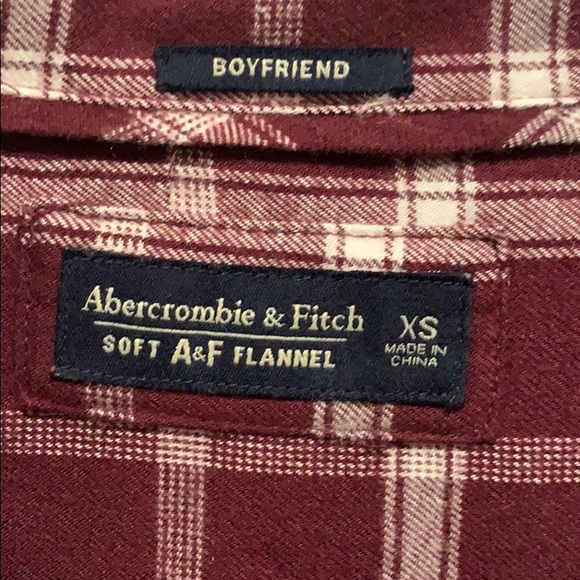 BOYFRIEND
Abercrombie & Fitch
SOFT A&F FLANNEL
XS
MADE IN
CHINA